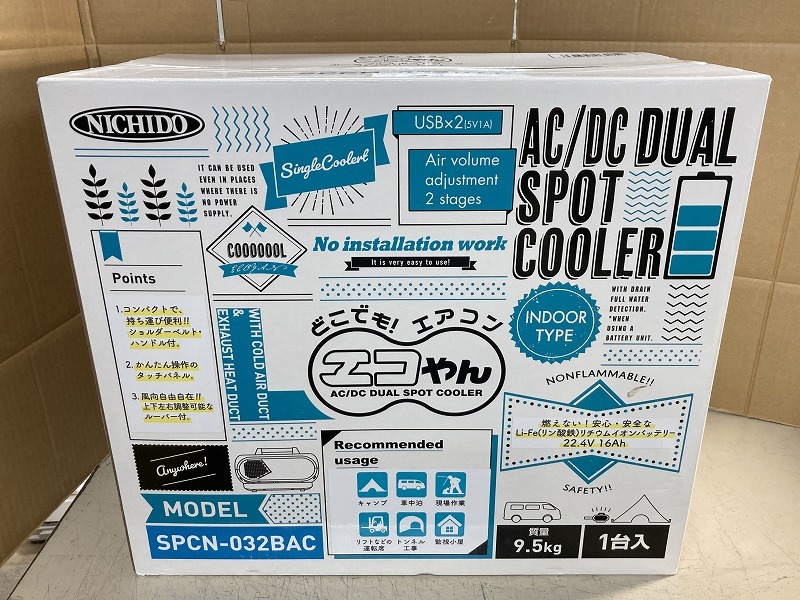 NICHIDO
IT CAN BE USED
EVEN IN PLACES
WHERE THERE IS
NO POWER
SUPPLY.
SingleCooler!
USB×2(5V1A)
Air volume
adjustment
2 stages
AC/DC DUAL
SPOT
COOLER
COOOOOOL
No installation work
It is very easy to use!
WITH DRAIN
FULL WATER
DETECTION.
*WHEN
USING A
BATTERY UNIT.
Points
1.コンパクトで、
持ち運び便利!!
ショルダーベルト・
ハンドル付。
2.かんたん操作の
タッチパネル。
3.風向自由自在!!
上下左右調整可能な
ルーバー付。
WITH COLD AIR DUCT
&
EXHAUST HEAT DUCT
どこでも!エアコン
エコやん
AC/DC DUAL SPOT COOLER
INDOOR
TYPE
NONFLAMMABLE!!
燃えない!安心・安全な
Li-Fe(リン酸鉄)リチウムイオンバッテリー
22.4V 16Ah
SAFETY!!
Anywhere!
Recommended
usage
キャンプ
車中泊
現場作業
リフトなどの
運転席
トンネル
工事
監視小屋
MODEL
SPCN-032BAC
質量
9.5kg
1台入